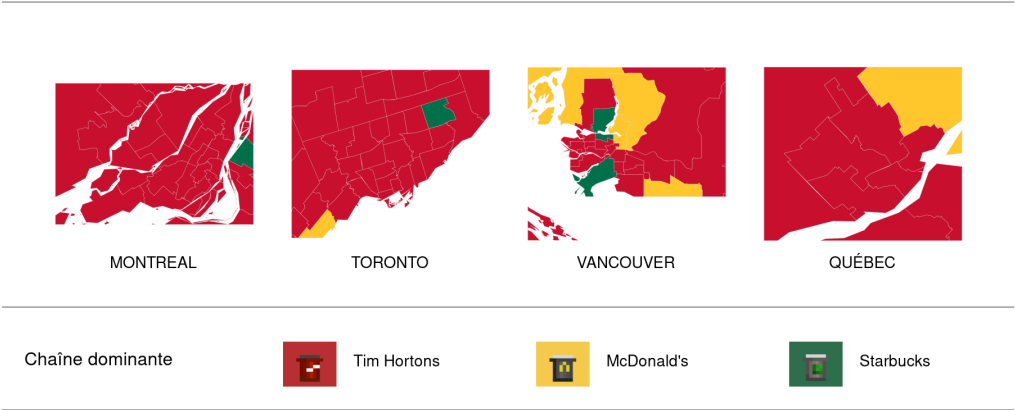 MONTREAL
TORONTO
VANCOUVER
QUÉBEC
Chaîne dominante
Tim Hortons
McDonald's
Starbucks